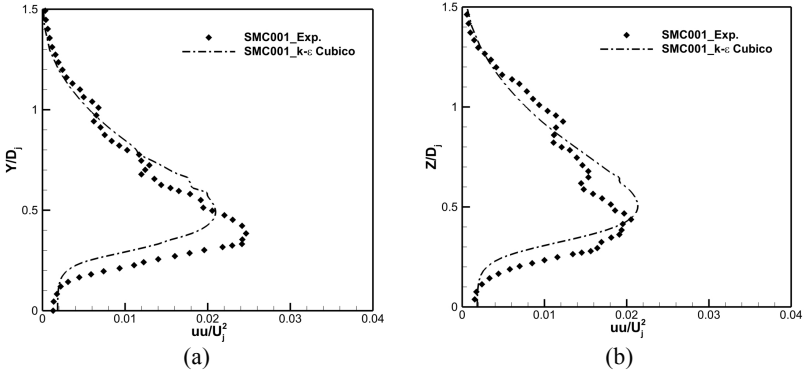 SMC001_Exp.
SMC001_k-ε Cubico
Y/Dj
1.5
1
0.5
0
0
0.01
0.02
0.03
0.04
uu/Uj²
(a)
SMC001_Exp.
SMC001_k-ε Cubico
Z/Dj
1.5
1
0.5
0
0
0.01
0.02
0.03
0.04
uu/Uj²
(b)